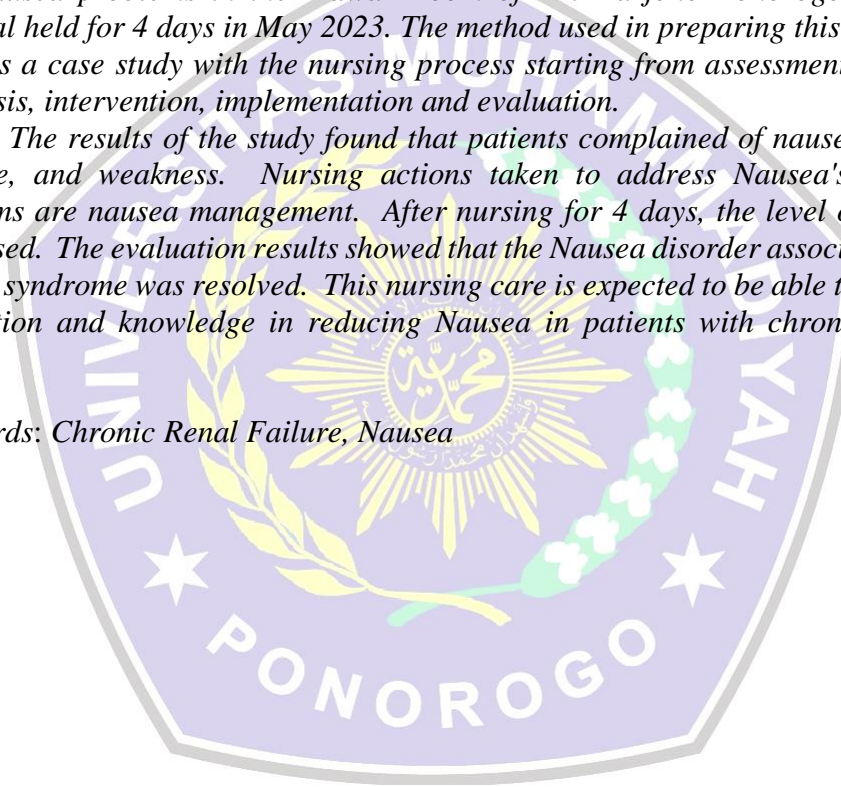 al held for 4 days in May 2023. The method used in preparing this
s a case study with the nursing process starting from assessment
sis, intervention, implementation and evaluation.
The results of the study found that patients complained of nause
e, and weakness. Nursing actions taken to address Nausea's
ns are nausea management. After nursing for 4 days, the level o
sed. The evaluation results showed that the Nausea disorder associ
syndrome was resolved. This nursing care is expected to be able t
tion and knowledge in reducing Nausea in patients with chron
rds: Chronic Renal Failure, Nausea
UNIVERSITAS MUHAMMADIYAH
PONOROGO